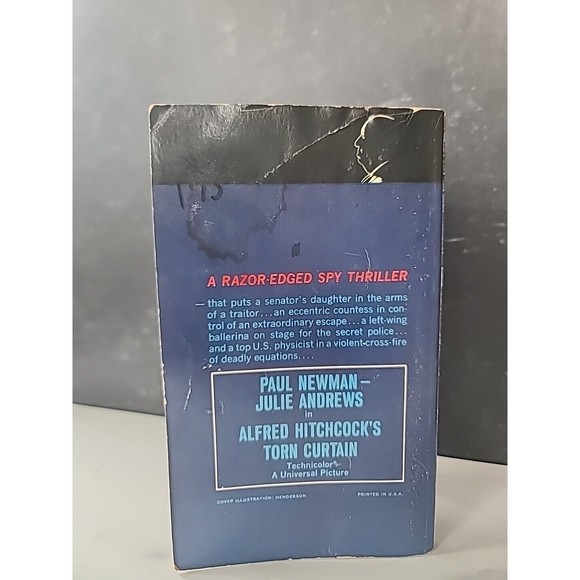 A RAZOR-EDGED SPY THRILLER
— that puts a senator's daughter in the arms
of a traitor...an eccentric countess in con-
trol of an extraordinary escape...a left-wing
ballerina on stage for the secret police...
and a top U.S. physicist in a violent cross-fire
of deadly equations....
PAUL NEWMAN—
JULIE ANDREWS
in
ALFRED HITCHCOCK'S
TORN CURTAIN
Technicolor®
A Universal Picture
COVER ILLUSTRATION: HENDERSON PRINTED IN U.S.A.